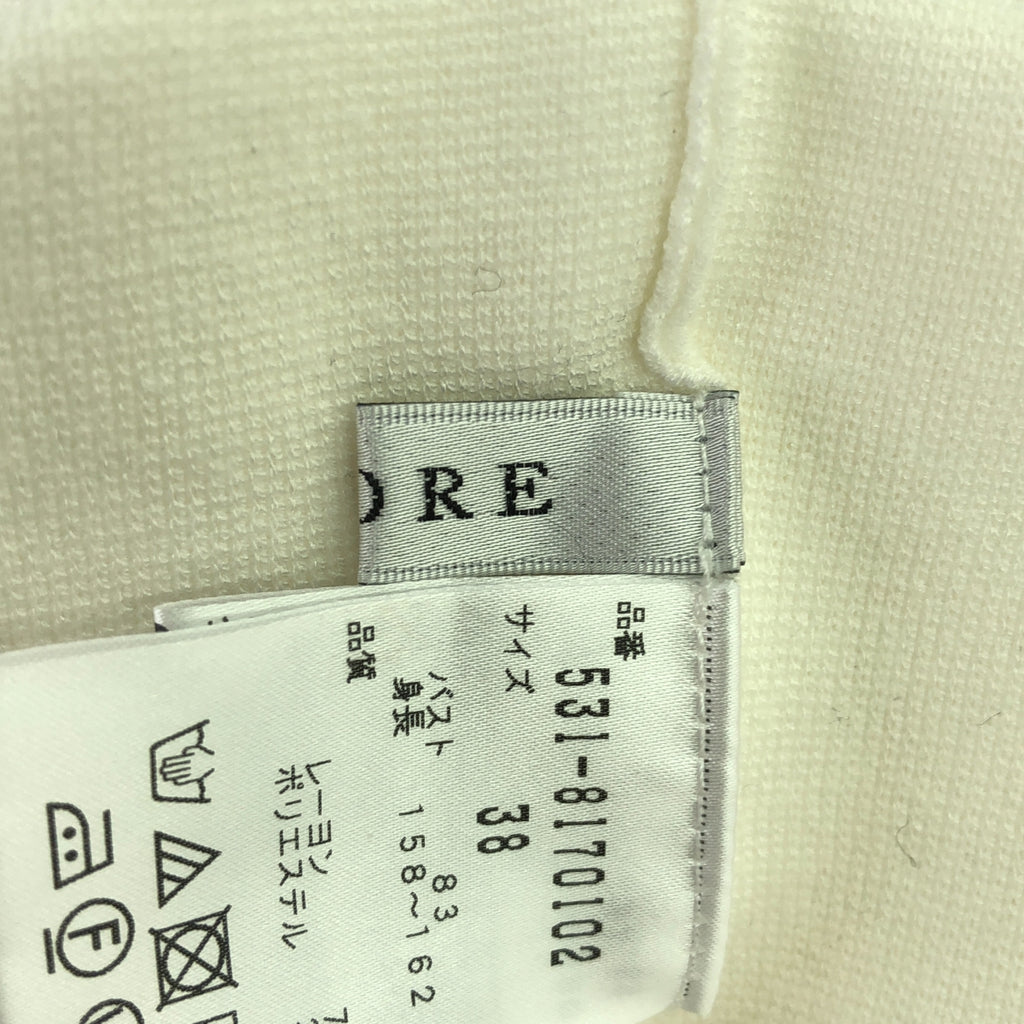 ORE
品番
531-8170102
サイズ
38
バスト 83
身長 158～162
品質
レーヨン
ポリエステル
F